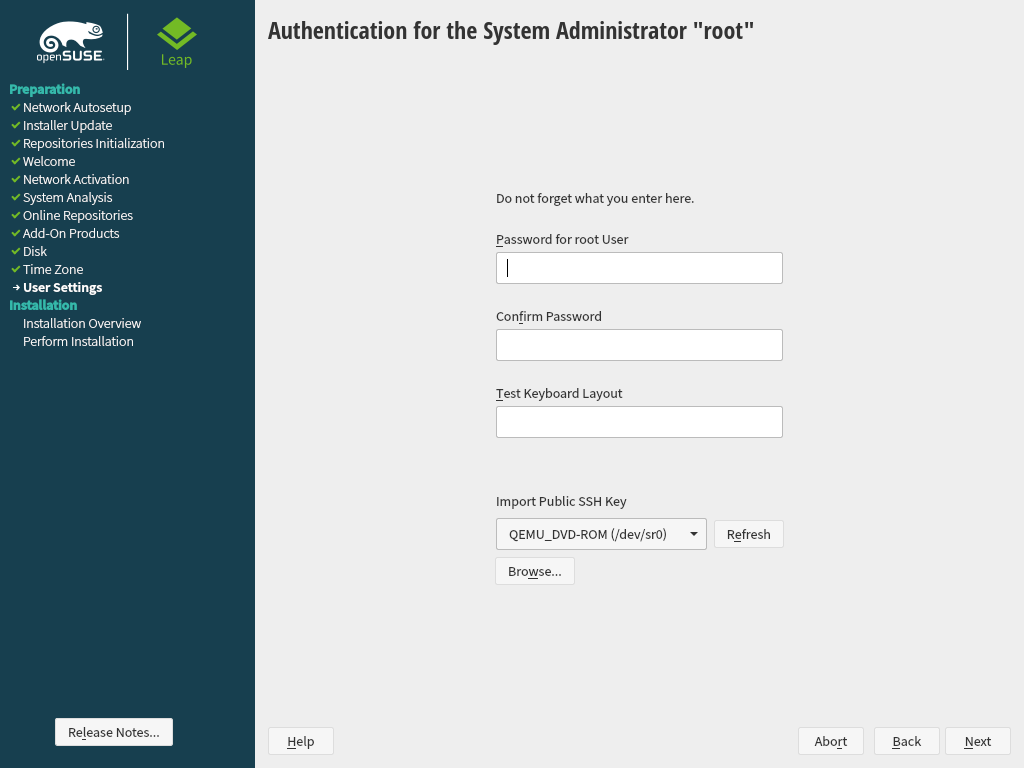 openSUSE
Leap
Preparation
Network Autosetup
Installer Update
Repositories Initialization
Welcome
Network Activation
System Analysis
Online Repositories
Add-On Products
Disk
Time Zone
User Settings
Installation
Installation Overview
Perform Installation
Release Notes...
Authentication for the System Administrator "root"
Do not forget what you enter here.
Password for root User
Confirm Password
Test Keyboard Layout
Import Public SSH Key
QEMU_DVD-ROM (/dev/sr0)
Refresh
Browse...
Help
Abort
Back
Next